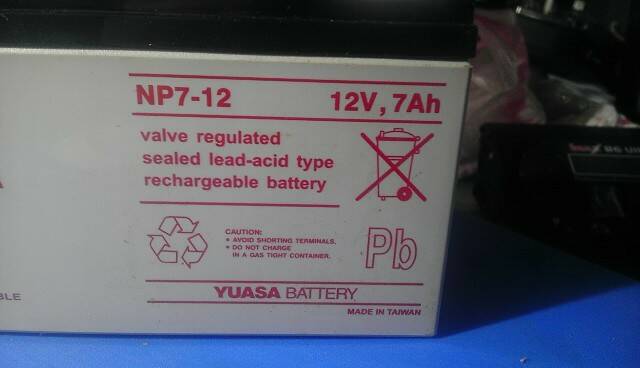 NP7-12 12V, 7Ah
valve regulated
sealed lead-acid type
rechargeable battery
CAUTION:
• AVOID SHORTING TERMINALS.
• DO NOT CHARGE
IN A GAS TIGHT CONTAINER.
Pb
YUASA BATTERY
MADE IN TAIWAN